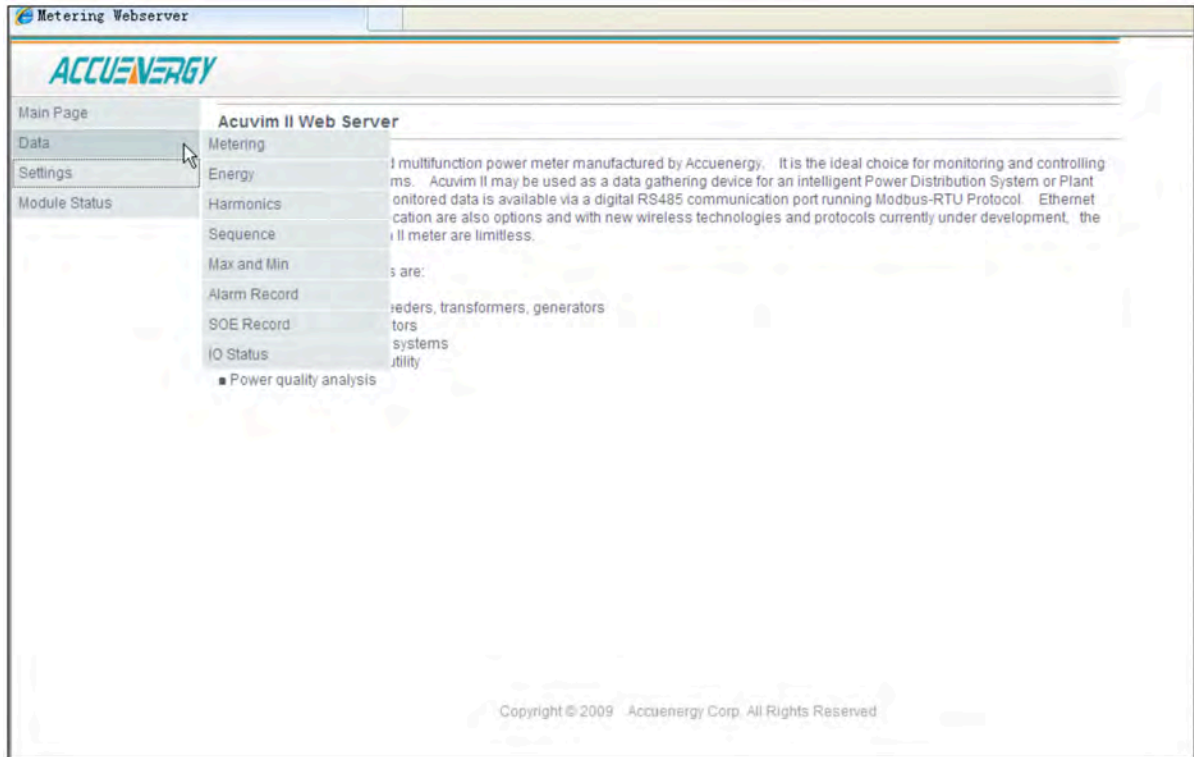 Metering Webserver
ACCUENERGY
Main Page
Data
Settings
Module Status
Acuvim II Web Server
Metering
Energy
Harmonics
Sequence
Max and Min
Alarm Record
SOE Record
IO Status
multifunction power meter manufactured by Accuenergy. It is the ideal choice for monitoring and controlling
ms. Acuvim II may be used as a data gathering device for an intelligent Power Distribution System or Plant
onitored data is available via a digital RS485 communication port running Modbus-RTU Protocol. Ethernet
cation are also options and with new wireless technologies and protocols currently under development, the
II meter are limitless.
s are:
eeders, transformers, generators
tors
systems
utility
■ Power quality analysis
Copyright © 2009 Accuenergy Corp. All Rights Reserved